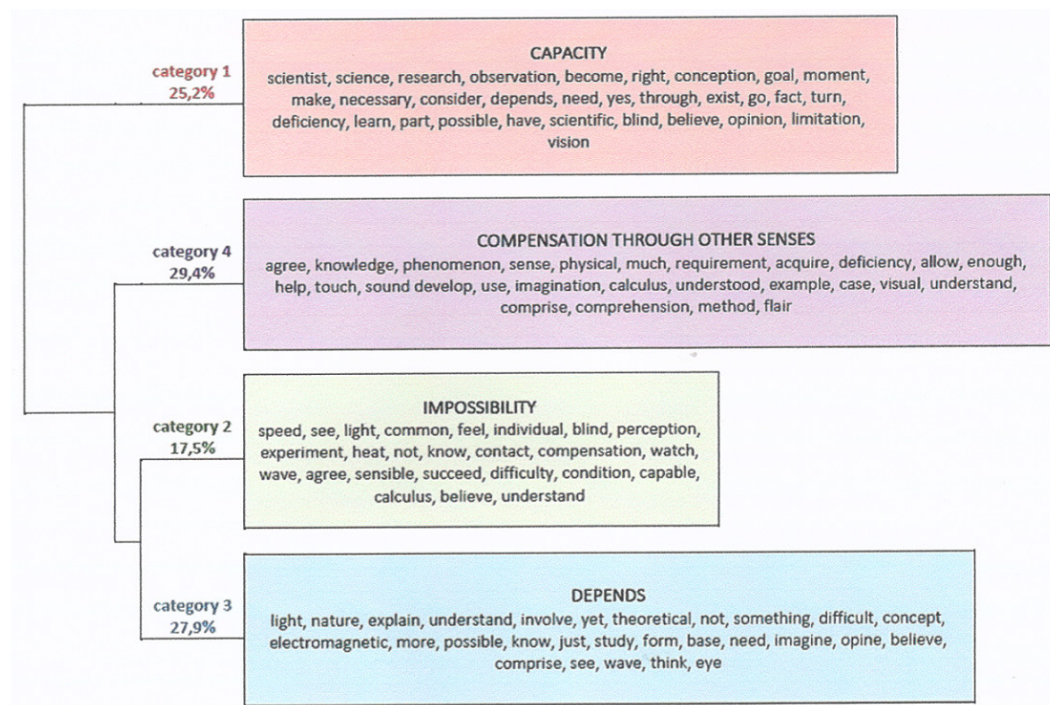 category 1
25,2%
CAPACITY
scientist, science, research, observation, become, right, conception, goal, moment,
make, necessary, consider, depends, need, yes, through, exist, go, fact, turn,
deficiency, learn, part, possible, have, scientific, blind, believe, opinion, limitation,
vision
category 4
29,4%
COMPENSATION THROUGH OTHER SENSES
agree, knowledge, phenomenon, sense, physical, much, requirement, acquire, deficiency, allow, enough,
help, touch, sound develop, use, imagination, calculus, understood, example, case, visual, understand,
comprise, comprehension, method, flair
category 2
17,5%
IMPOSSIBILITY
speed, see, light, common, feel, individual, blind, perception,
experiment, heat, not, know, contact, compensation, watch,
wave, agree, sensible, succeed, difficulty, condition, capable,
calculus, believe, understand
category 3
27,9%
DEPENDS
light, nature, explain, understand, involve, yet, theoretical, not, something, difficult, concept,
electromagnetic, more, possible, know, just, study, form, base, need, imagine, opine, believe,
comprise, see, wave, think, eye